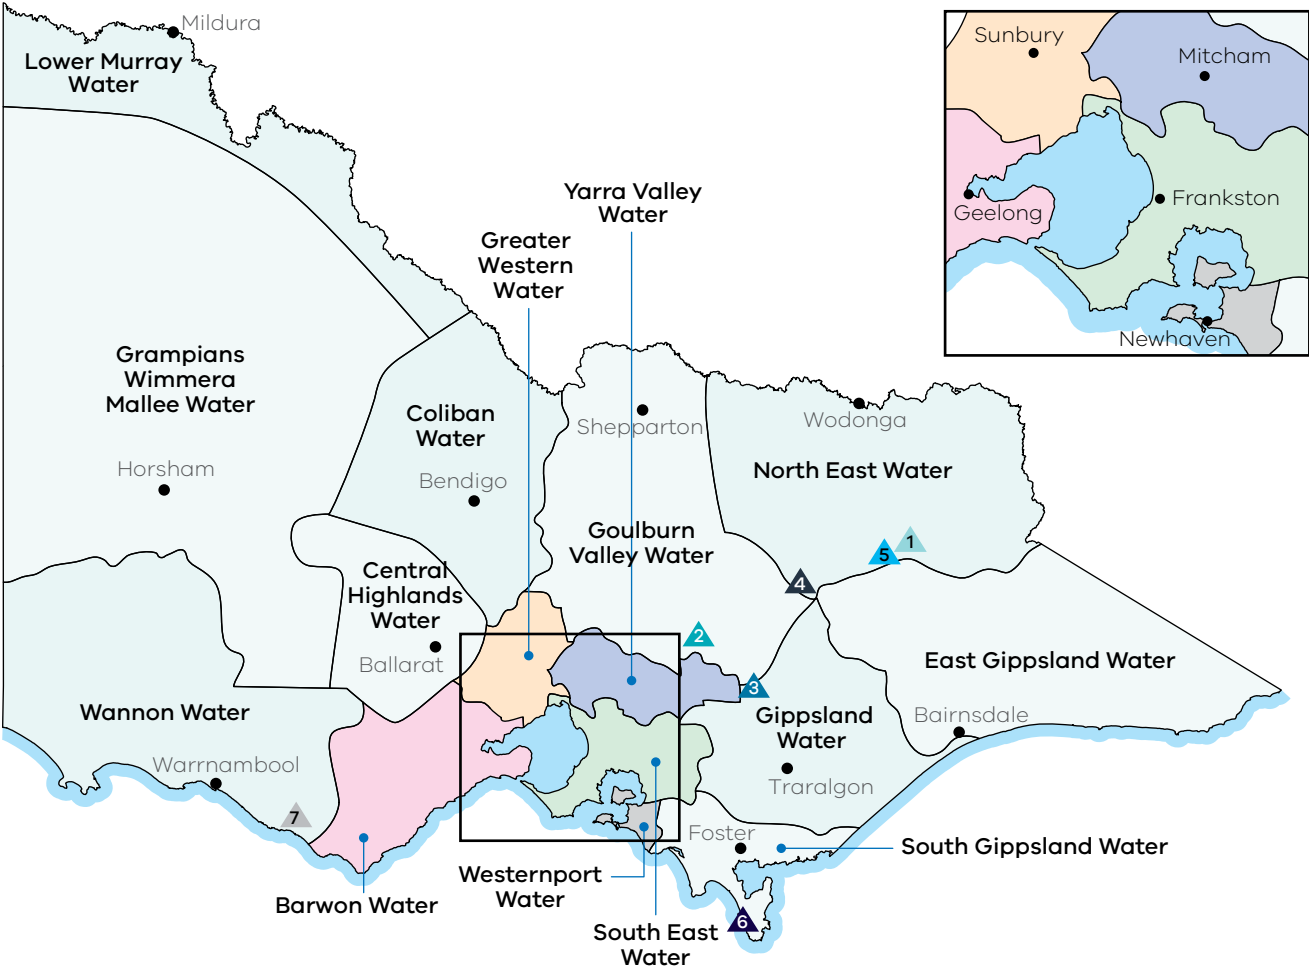 Mildura
Lower Murray
Water
Sunbury
Mitcham
Frankston
Geelong
Newhaven
Yarra Valley
Water
Greater
Western
Water
Grampians
Wimmera
Mallee Water
Horsham
Coliban
Water
Bendigo
Shepparton
Wodonga
North East Water
Goulburn
Valley Water
5
1
4
Central
Highlands
Water
Ballarat
2
3
East Gippsland Water
Wannon Water
Warrnambool
7
Gippsland
Water
Bairnsdale
Traralgon
Foster
South Gippsland Water
Westernport
Water
Barwon Water
6
South East
Water